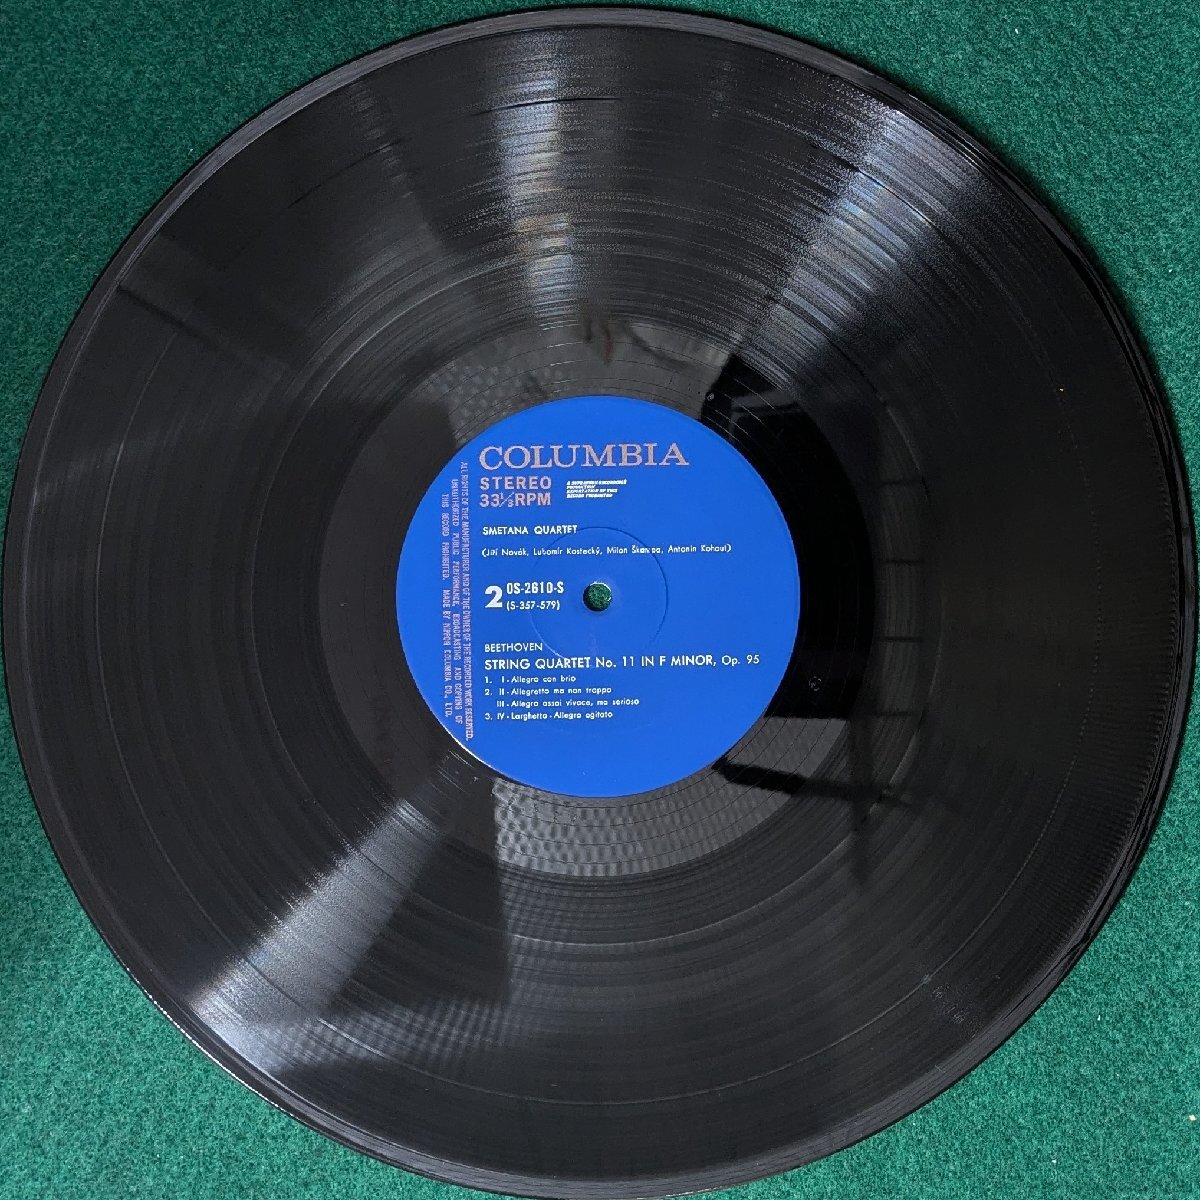 COLUMBIA
STEREO
33⅓RPM
A SUPRAPHON RECORDING
PRODUCTION
EXPORTATION OF THIS
RECORD PROHIBITED
SMETANA QUARTET
(Jiří Novák, Lubomír Kostecký, Milan Škampa, Antonín Kohout)
2 OS-2610-S
(S-357-579)
BEETHOVEN
STRING QUARTET No. 11 IN F MINOR, Op. 95
1. I - Allegro con brio
2. II - Allegretto ma non troppo
III - Allegro assai vivace, ma serioso
3. IV - Larghetto - Allegro agitato
ALL RIGHTS OF THE MANUFACTURER AND OF THE OWNER OF THE RECORDED WORK RESERVED.
UNAUTHORIZED PUBLIC PERFORMANCE, BROADCASTING AND COPYING OF
THIS RECORD PROHIBITED. MADE BY NIPPON COLUMBIA CO., LTD.